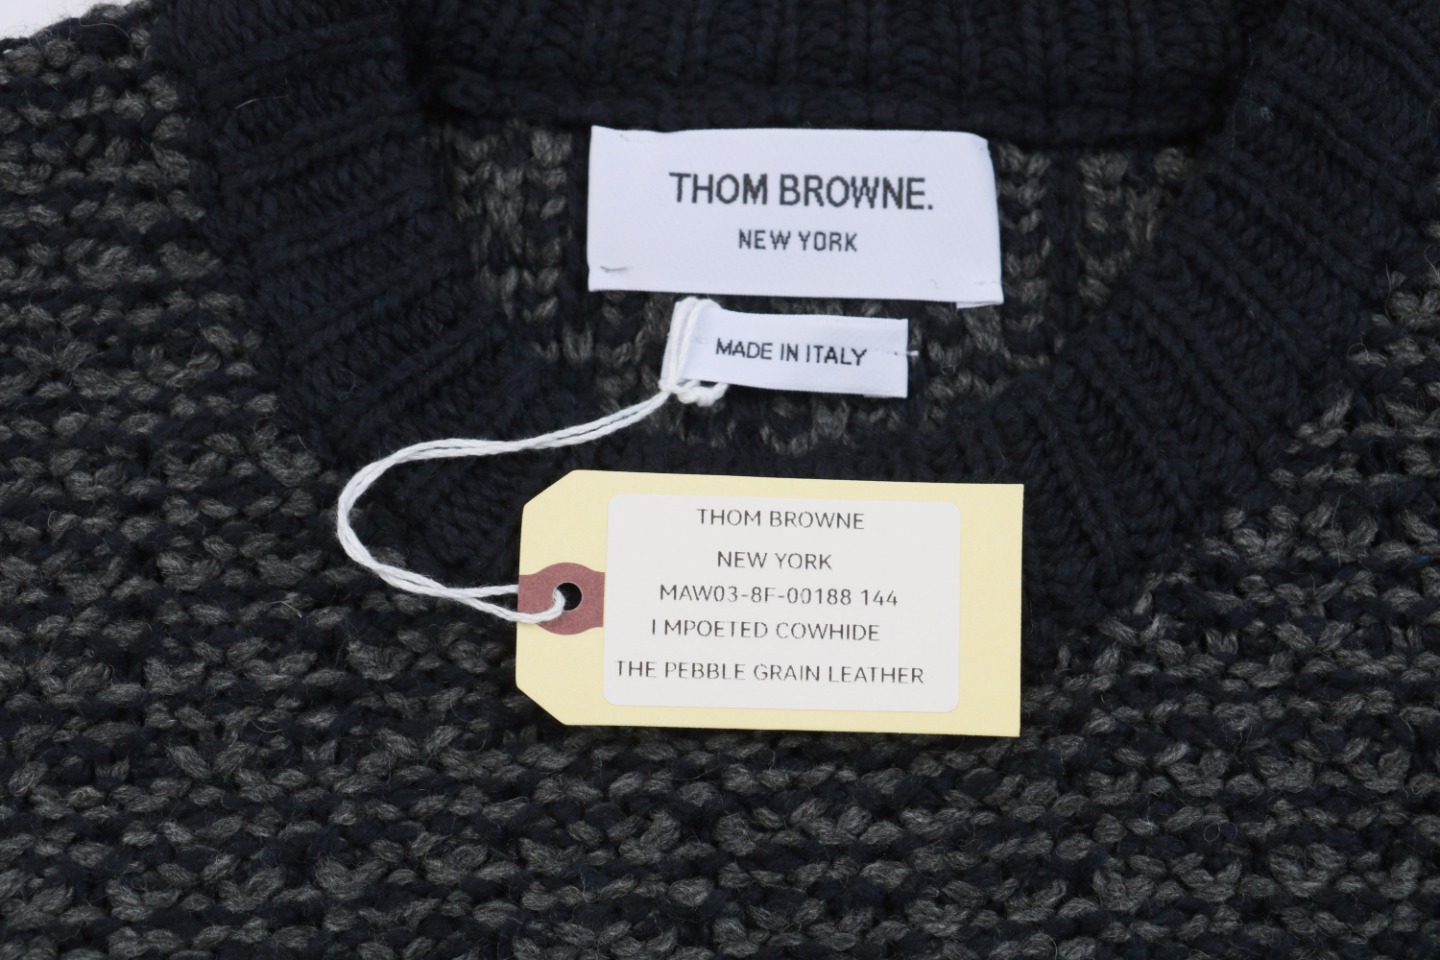 THOM BROWNE.
NEW YORK
MADE IN ITALY
THOM BROWNE
NEW YORK
MAW03-8F-00188 144
I MPOETED COWHIDE
THE PEBBLE GRAIN LEATHER